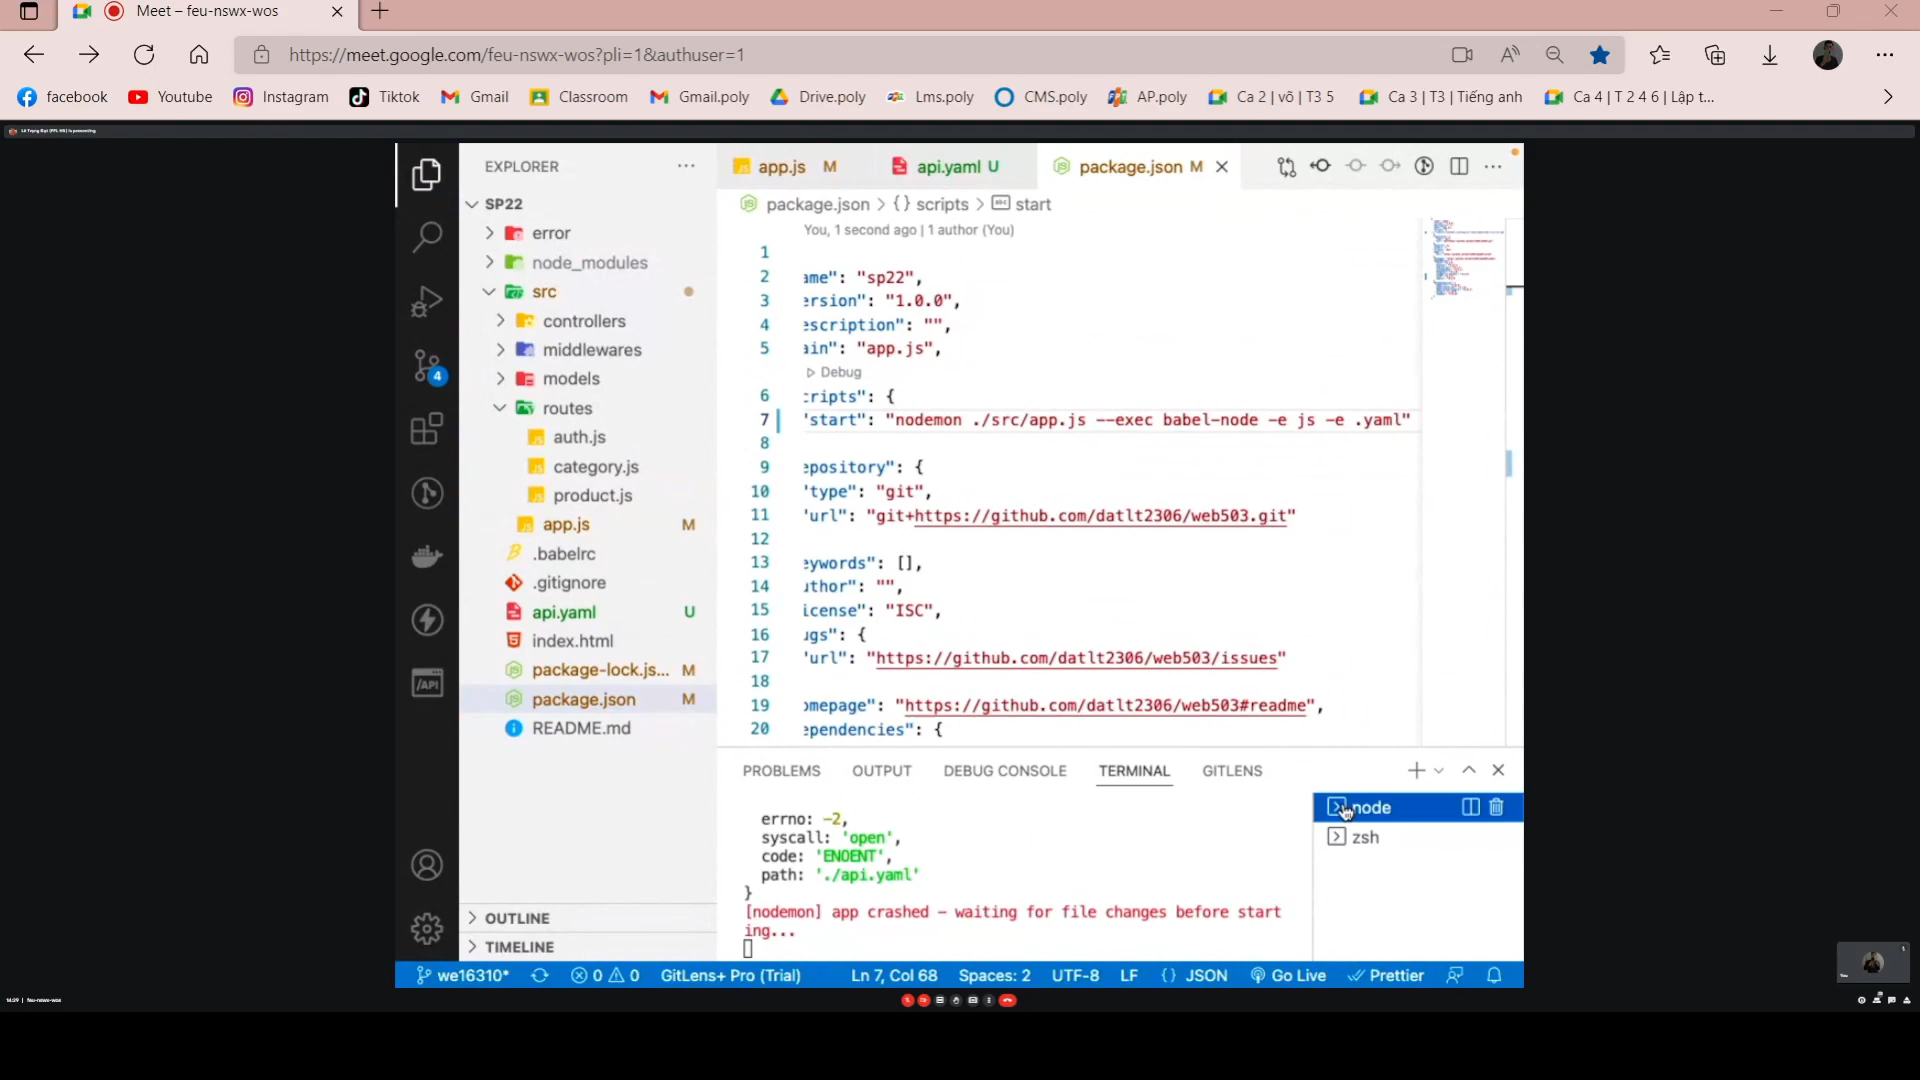 Meet – feu-nswx-wos
https://meet.google.com/feu-nswx-wos?pli=1&authuser=1
facebook Youtube Instagram Tiktok Gmail Classroom Gmail.poly Drive.poly Lms.poly CMS.poly AP.poly Ca 2 | võ | T3 5 Ca 3 | T3 | Tiếng anh Ca 4 | T 2 4 6 | Lập t...
EXPLORER
SP22
error
node_modules
src
controllers
middlewares
models
routes
auth.js
category.js
product.js
app.js M
.babelrc
.gitignore
api.yaml U
index.html
package-lock.js... M
package.json M
README.md
OUTLINE
TIMELINE
app.js M api.yaml U package.json M
package.json > {} scripts > start
You, 1 second ago | 1 author (You)
1
2 ame": "sp22",
3 ersion": "1.0.0",
4 escription": "",
5 ain": "app.js",
Debug
6 cripts": {
7 "start": "nodemon ./src/app.js --exec babel-node -e js -e .yaml"
8
9 epository": {
10 "type": "git",
11 "url": "git+https://github.com/datlt2306/web503.git"
12
13 eywords": [],
14 uthor": "",
15 icense": "ISC",
16 ugs": {
17 "url": "https://github.com/datlt2306/web503/issues"
18
19 omepage": "https://github.com/datlt2306/web503#readme",
20 ependencies": {
PROBLEMS OUTPUT DEBUG CONSOLE TERMINAL GITLENS
errno: -2,
syscall: 'open',
code: 'ENOENT',
path: './api.yaml'
}
[nodemon] app crashed - waiting for file changes before start
ing...
node
zsh
4
/API
we16310* 0 0 GitLens+ Pro (Trial) Ln 7, Col 68 Spaces: 2 UTF-8 LF {} JSON Go Live Prettier
14:29 | feu-nswx-wos